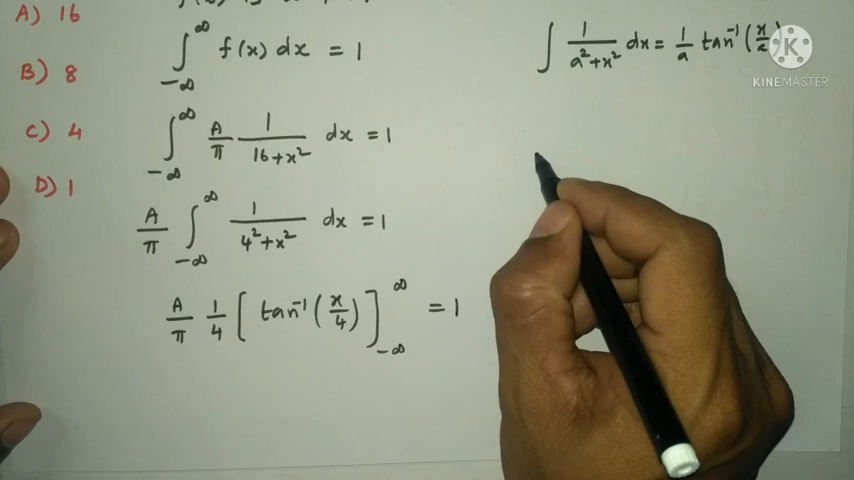 A) 16
B) 8
C) 4
D) 1
∫_{-∞}^{∞} f(x) dx = 1
∫_{-∞}^{∞} A/π 1/(16+x²) dx = 1
A/π ∫_{-∞}^{∞} 1/(4²+x²) dx = 1
A/π 1/4 [tan⁻¹(x/4)]_{-∞}^{∞} = 1
∫ 1/(a²+x²) dx = 1/a tan⁻¹(x/a)
K
KINEMASTER